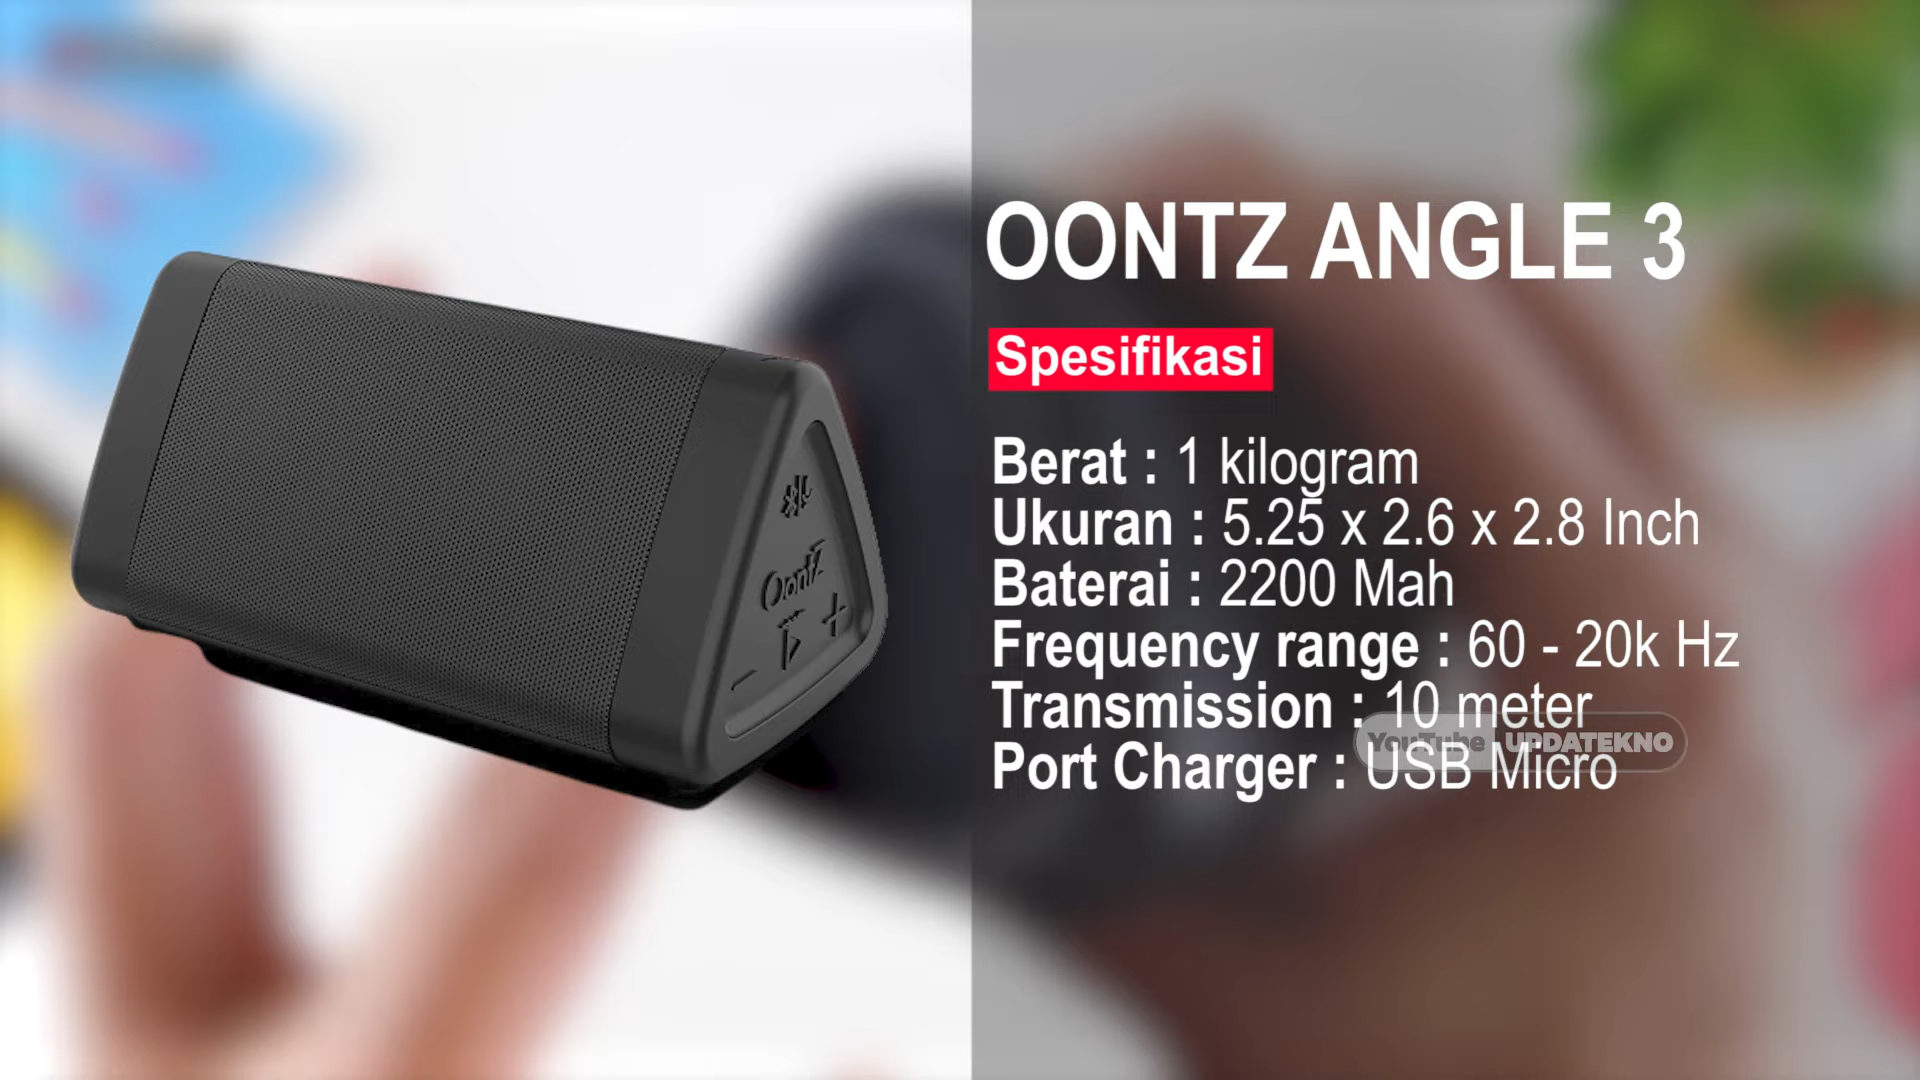 Oontz
OONTZ ANGLE 3
Spesifikasi
Berat : 1 kilogram
Ukuran : 5.25 x 2.6 x 2.8 Inch
Baterai : 2200 Mah
Frequency range : 60 - 20k Hz
Transmission : 10 meter
YouTube UPDATEKNO
Port Charger : USB Micro